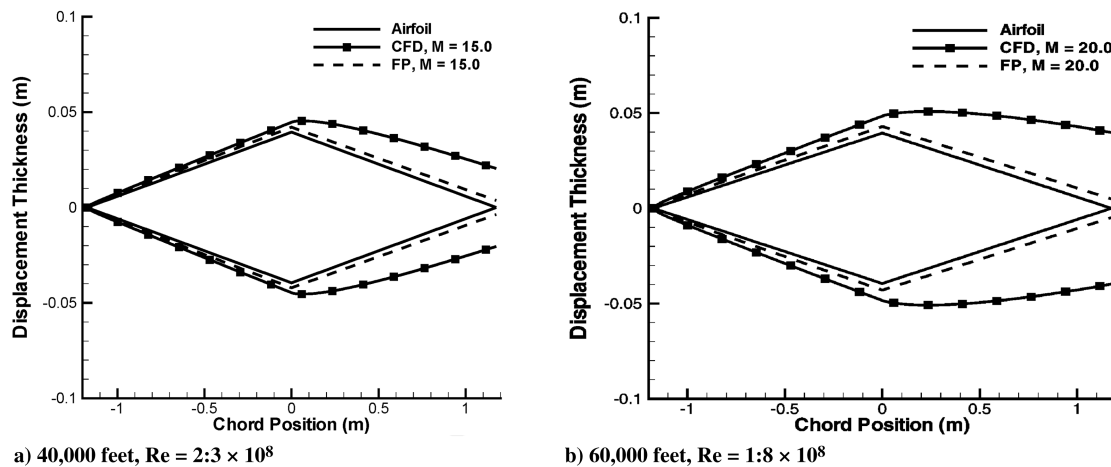 0.1
0.05
0
-0.05
-0.1
Displacement Thickness (m)
Airfoil
CFD, M = 15.0
FP, M = 15.0
-1
-0.5
0
0.5
1
Chord Position (m)
a) 40,000 feet, Re = 2:3 × 10⁸
0.1
0.05
0
-0.05
-0.1
Displacement Thickness (m)
Airfoil
CFD, M = 20.0
FP, M = 20.0
-1
-0.5
0
0.5
1
Chord Position (m)
b) 60,000 feet, Re = 1:8 × 10⁸